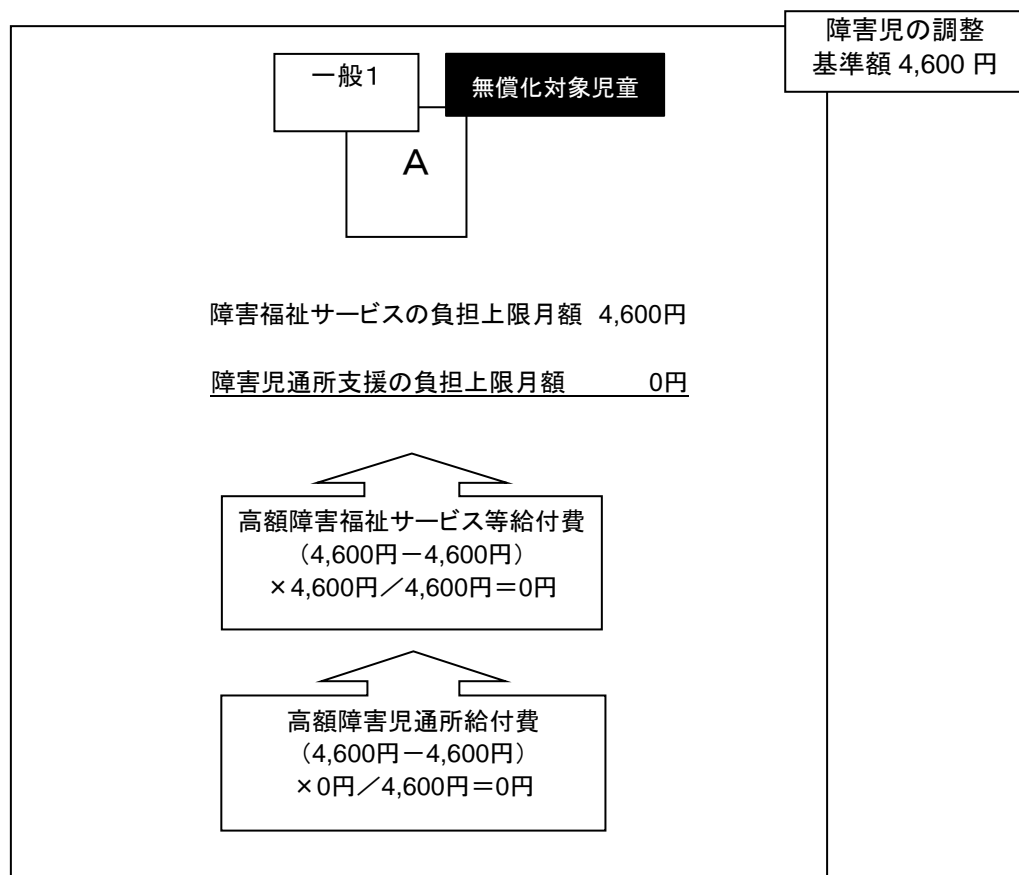 障害児の調整
基準額 4,600 円
一般1
無償化対象児童
A
障害福祉サービスの負担上限月額 4,600円
障害児通所支援の負担上限月額 0円
高額障害福祉サービス等給付費
(4,600円-4,600円)
×4,600円/4,600円=0円
高額障害児通所給付費
(4,600円-4,600円)
×0円/4,600円=0円